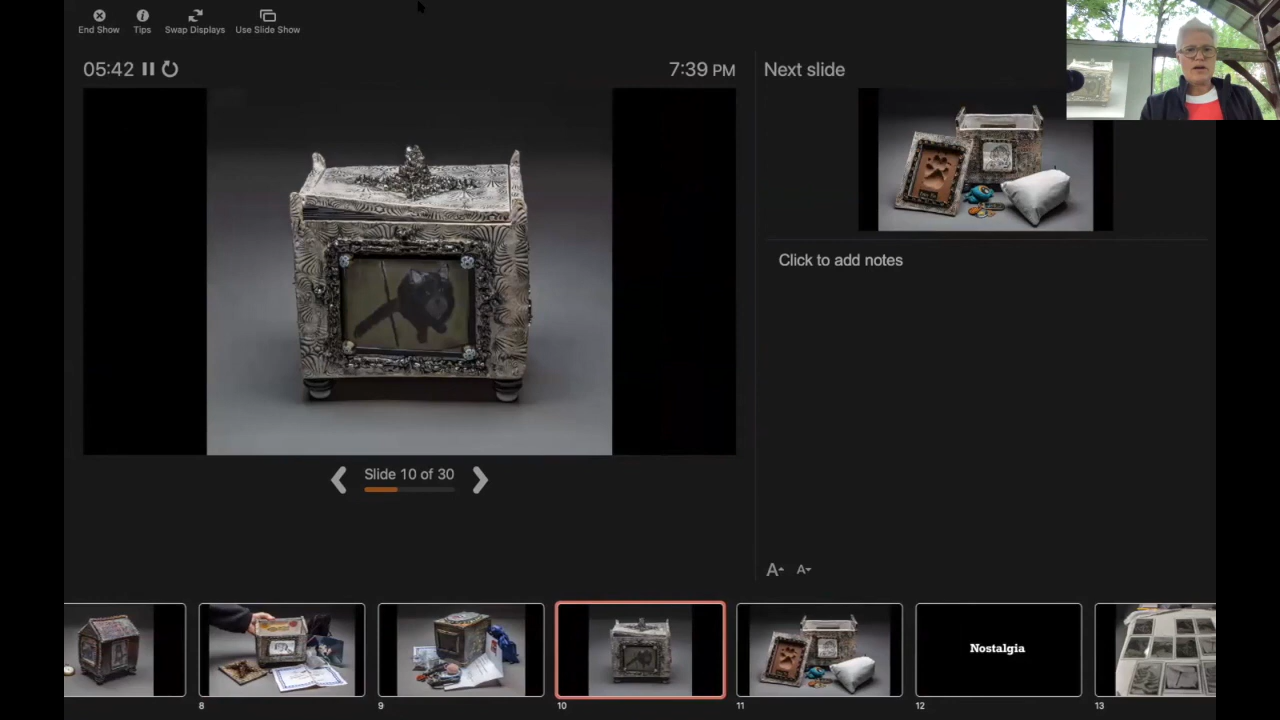 End Show
Tips
Swap Displays
Use Slide Show
05:42
7:39 PM
Next slide
Click to add notes
Slide 10 of 30
A
A
Nostalgia
8
9
10
11
12
13